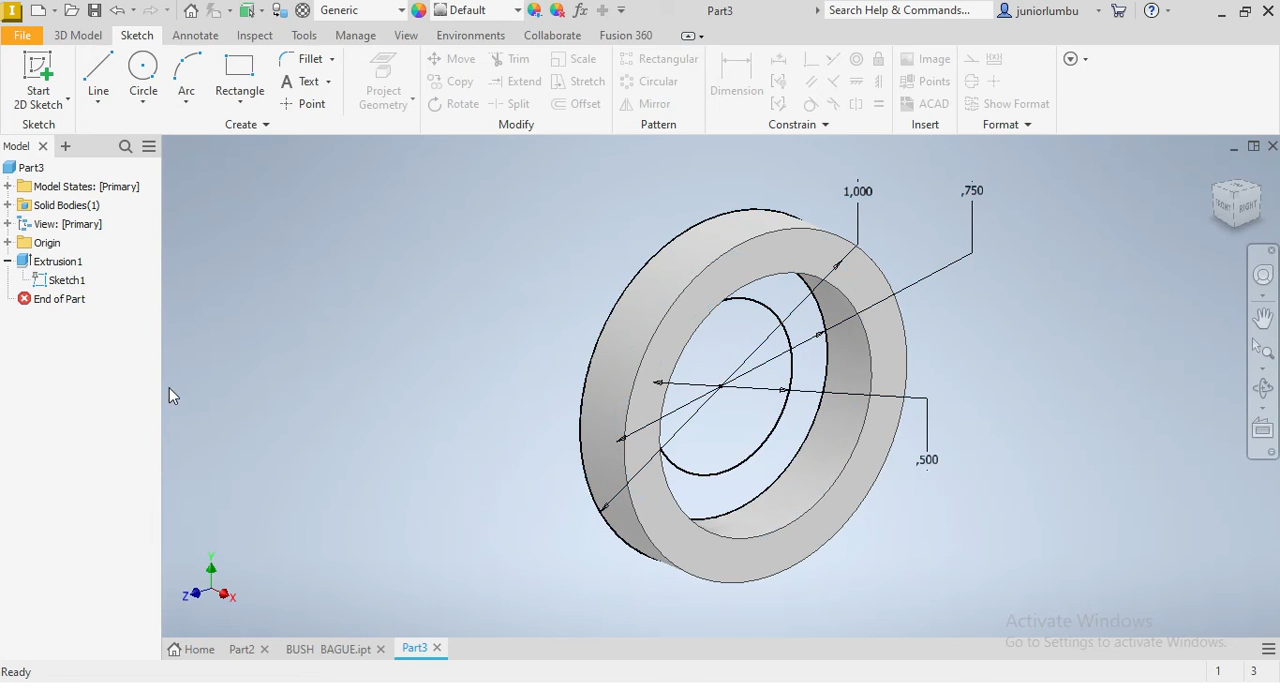 I Generic Default fx Part3 Search Help & Commands... juniorlumbu ?
File 3D Model Sketch Annotate Inspect Tools Manage View Environments Collaborate Fusion 360
Start 2D Sketch
Line
Circle
Arc
Rectangle
Fillet
Text
Point
Project Geometry
Move Trim Scale
Copy Extend Stretch
Rotate Split Offset
Rectangular
Circular
Mirror
Dimension
Image
Points
ACAD
Show Format
Sketch Create Modify Pattern Constrain Insert Format
Model
Part3
Model States: [Primary]
Solid Bodies(1)
View: [Primary]
Origin
Extrusion1
Sketch1
End of Part
1,000
,750
,500
FRONT RIGHT
Y
Z X
Activate Windows
Go to Settings to activate Windows.
Home Part2 BUSH BAGUE.ipt Part3
Ready 1 3